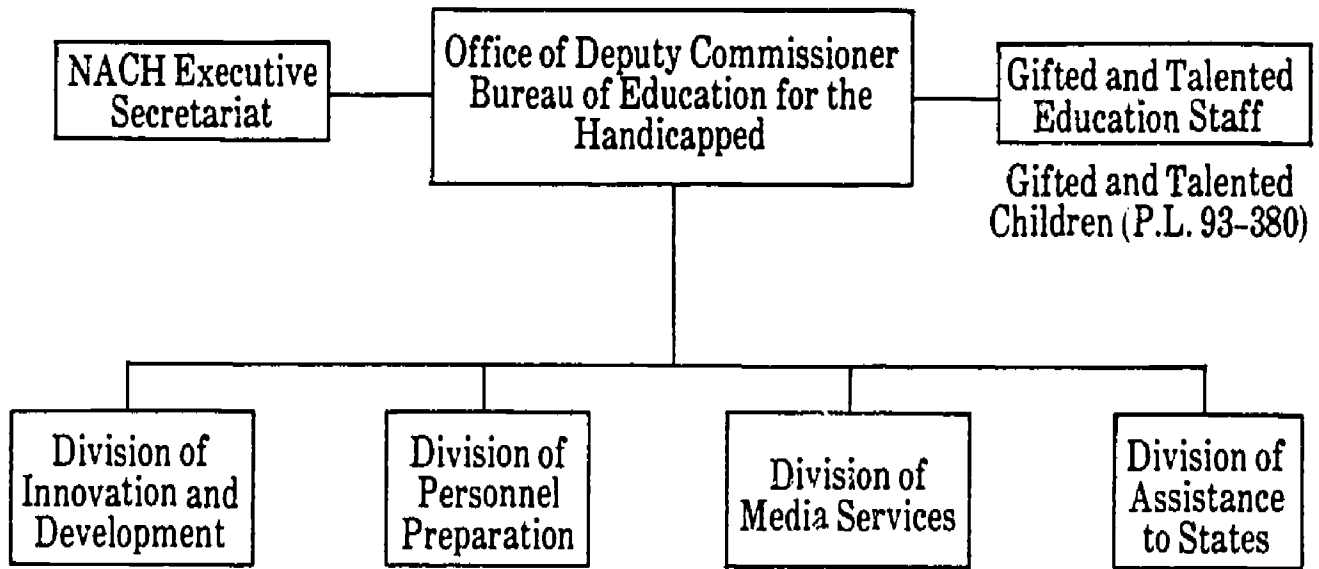 NACH Executive
Secretariat
Office of Deputy Commissioner
Bureau of Education for the
Handicapped
Gifted and Talented
Education Staff
Gifted and Talented
Children (P.L. 93–380)
Division of
Innovation and
Development
Division of
Personnel
Preparation
Division of
Media Services
Division of
Assistance
to States